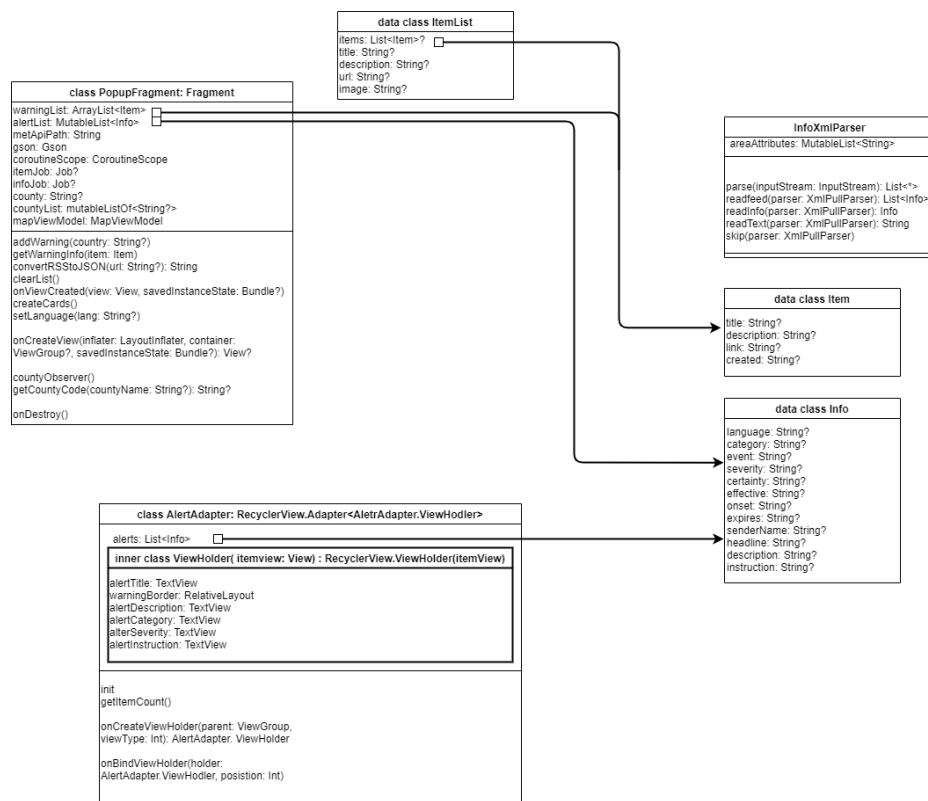 data class ItemList
items: List<Item>?
title: String?
description: String?
url: String?
image: String?
class PopupFragment: Fragment
warningList: ArrayList<Item>
alertList: MutableList<Info>
metApiPath: String
gson: Gson
coroutineScope: CoroutineScope
itemJob: Job?
infoJob: Job?
county: String?
countyList: mutableListOf<String?>
mapViewModel: MapViewModel
addWarning(country: String?)
getWarningInfo(item: Item)
convertRSStoJSON(url: String?): String
clearList()
onViewCreated(view: View, savedInstanceState: Bundle?)
createCards()
setLanguage(lang: String?)
onCreateView(inflater: LayoutInflater, container:
ViewGroup?, savedInstanceState: Bundle?): View?
countyObserver()
getCountyCode(countyName: String?): String?
onDestroy()
InfoXmlParser
areaAttributes: MutableList<String>
parse(inputStream: InputStream): List<*>
readfeed(parser: XmlPullParser): List<Info>
readInfo(parser: XmlPullParser): Info
readText(parser: XmlPullParser): String
skip(parser: XmlPullParser)
data class Item
title: String?
description: String?
link: String?
created: String?
data class Info
language: String?
category: String?
event: String?
severity: String?
certainty: String?
effective: String?
onset: String?
expires: String?
senderName: String?
headline: String?
description: String?
instruction: String?
class AlertAdapter: RecyclerView.Adapter<AletrAdapter.ViewHodler>
alerts: List<Info>
inner class ViewHolder( itemview: View) : RecyclerView.ViewHolder(itemView)
alertTitle: TextView
warningBorder: RelativeLayout
alertDescription: TextView
alertCategory: TextView
alterSeverity: TextView
alertInstruction: TextView
init
getItemCount()
onCreateViewHolder(parent: ViewGroup,
viewType: Int): AlertAdapter. ViewHolder
onBindViewHolder(holder:
AlertAdapter.ViewHodler, posistion: Int)